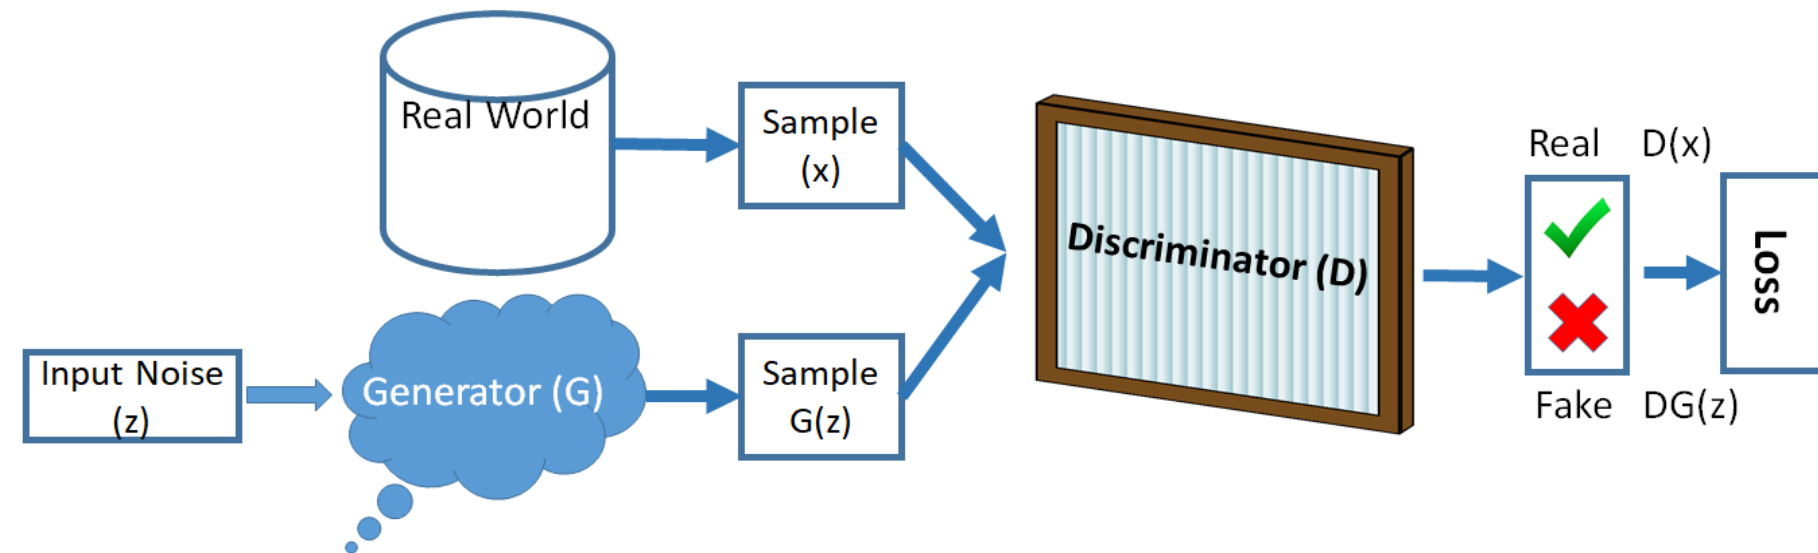 Real World
Sample
(x)
Input Noise
(z)
Generator (G)
Sample
G(z)
Discriminator (D)
Real D(x)
Fake DG(z)
Loss